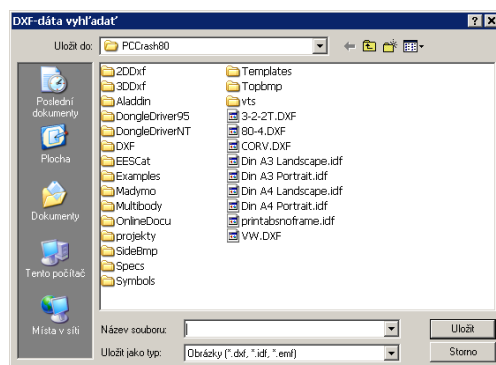 DXF-dáta vyhľadať
Uložit do:
PCCrash80
Poslední
dokumenty
Plocha
Dokumenty
Tento počítač
Místa v síti
2DDxf
3DDxf
Aladdin
DongleDriver95
DongleDriverNT
DXF
EESCat
Examples
Madymo
Multibody
OnlineDocu
projekty
SideBmp
Specs
Symbols
Templates
Topbmp
vts
3-2-2T.DXF
80-4.DXF
CORV.DXF
Din A3 Landscape.idf
Din A3 Portrait.idf
Din A4 Landscape.idf
Din A4 Portrait.idf
printabsnoframe.idf
VW.DXF
Název souboru:
Uložit
Uložit jako typ:
Obrázky (*.dxf, *.idf, *.emf)
Storno